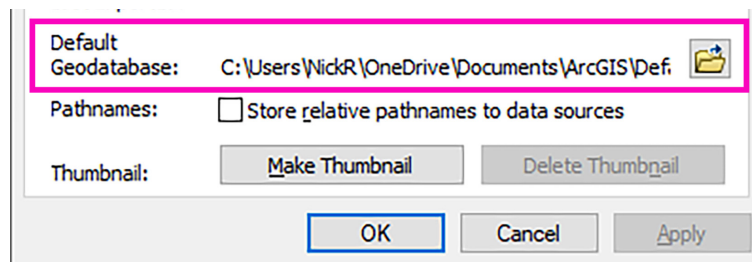 Default
Geodatabase: C:\Users\NickR\OneDrive\Documents\ArcGIS\Defa
Pathnames: Store relative pathnames to data sources
Thumbnail: Make Thumbnail Delete Thumbnail
OK Cancel Apply